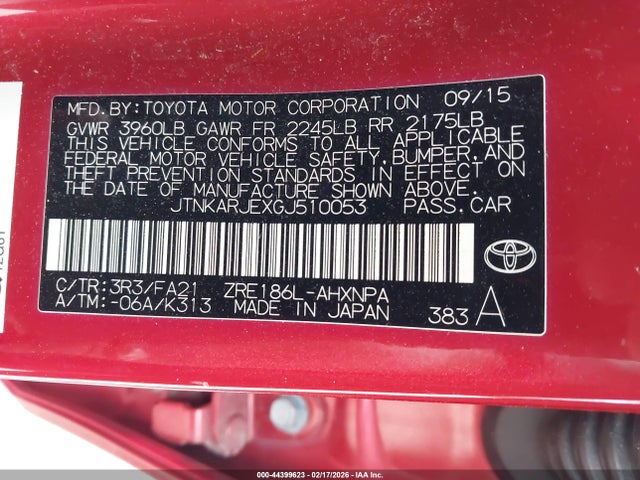 MFD. BY: TOYOTA MOTOR CORPORATION 09/15
GVWR 3960LB GAWR FR 2245LB RR 2175LB
THIS VEHICLE CONFORMS TO ALL APPLICABLE
FEDERAL MOTOR VEHICLE SAFETY, BUMPER, AND
THEFT PREVENTION STANDARDS IN EFFECT ON
THE DATE OF MANUFACTURE SHOWN ABOVE.
JTNKARJEXGJ510053 PASS. CAR
C/TR: 3R3/FA21 ZRE186L-AHXNPA
A/TM: -06A/K313 MADE IN JAPAN 383 A
000-44399623 - 02/17/2026 - IAA Inc.